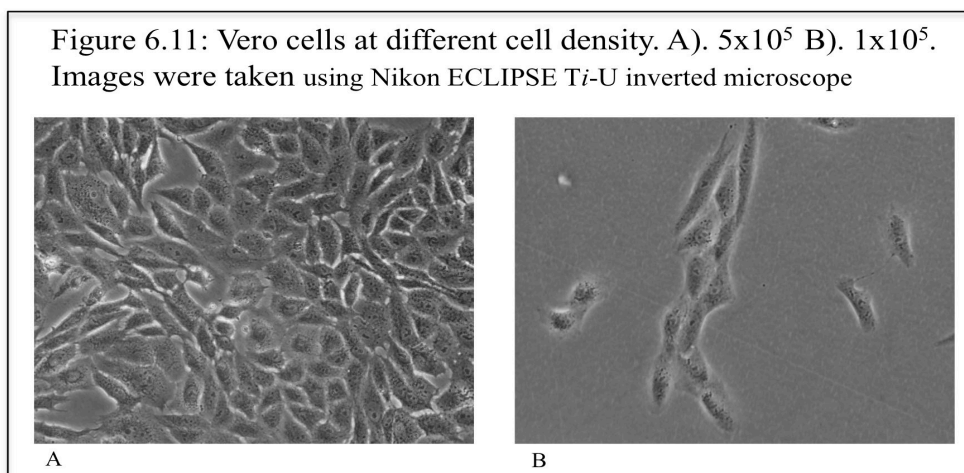 Figure 6.11: Vero cells at different cell density. A). 5x10⁵ B). 1x10⁵.
Images were taken using Nikon ECLIPSE Ti-U inverted microscope
A
B